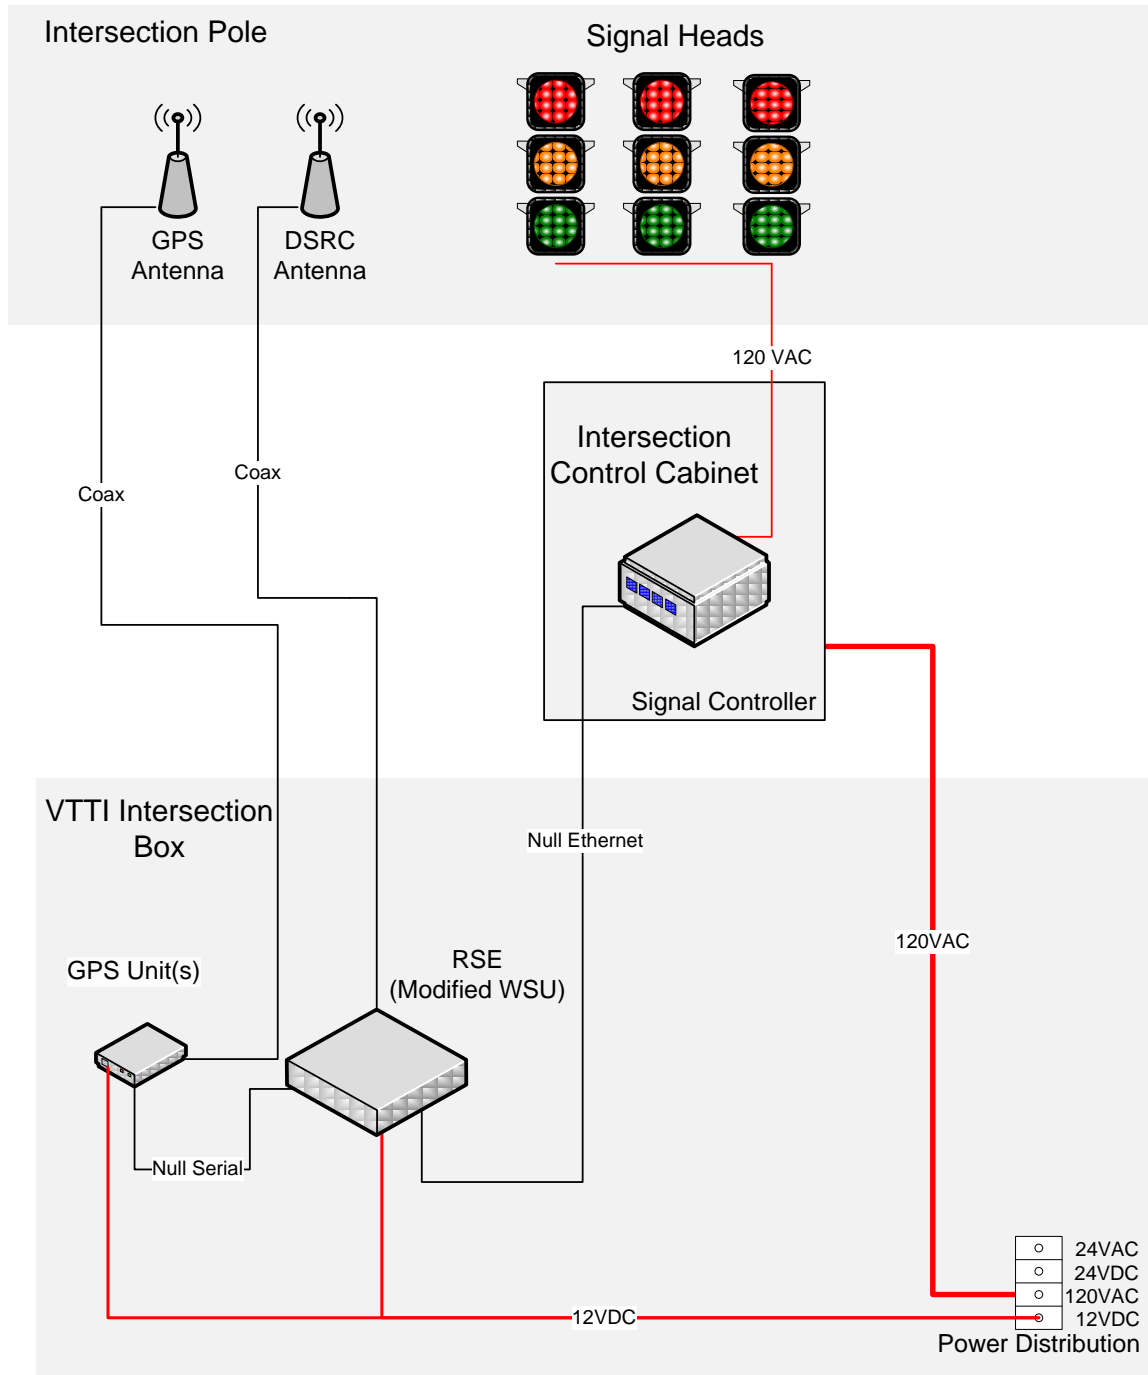 Intersection Pole
Signal Heads
GPS
Antenna
DSRC
Antenna
120 VAC
Intersection
Control Cabinet
Coax
Coax
Signal Controller
VTTI Intersection
Box
Null Ethernet
120VAC
GPS Unit(s)
RSE
(Modified WSU)
Null Serial
24VAC
24VDC
120VAC
12VDC
12VDC
Power Distribution